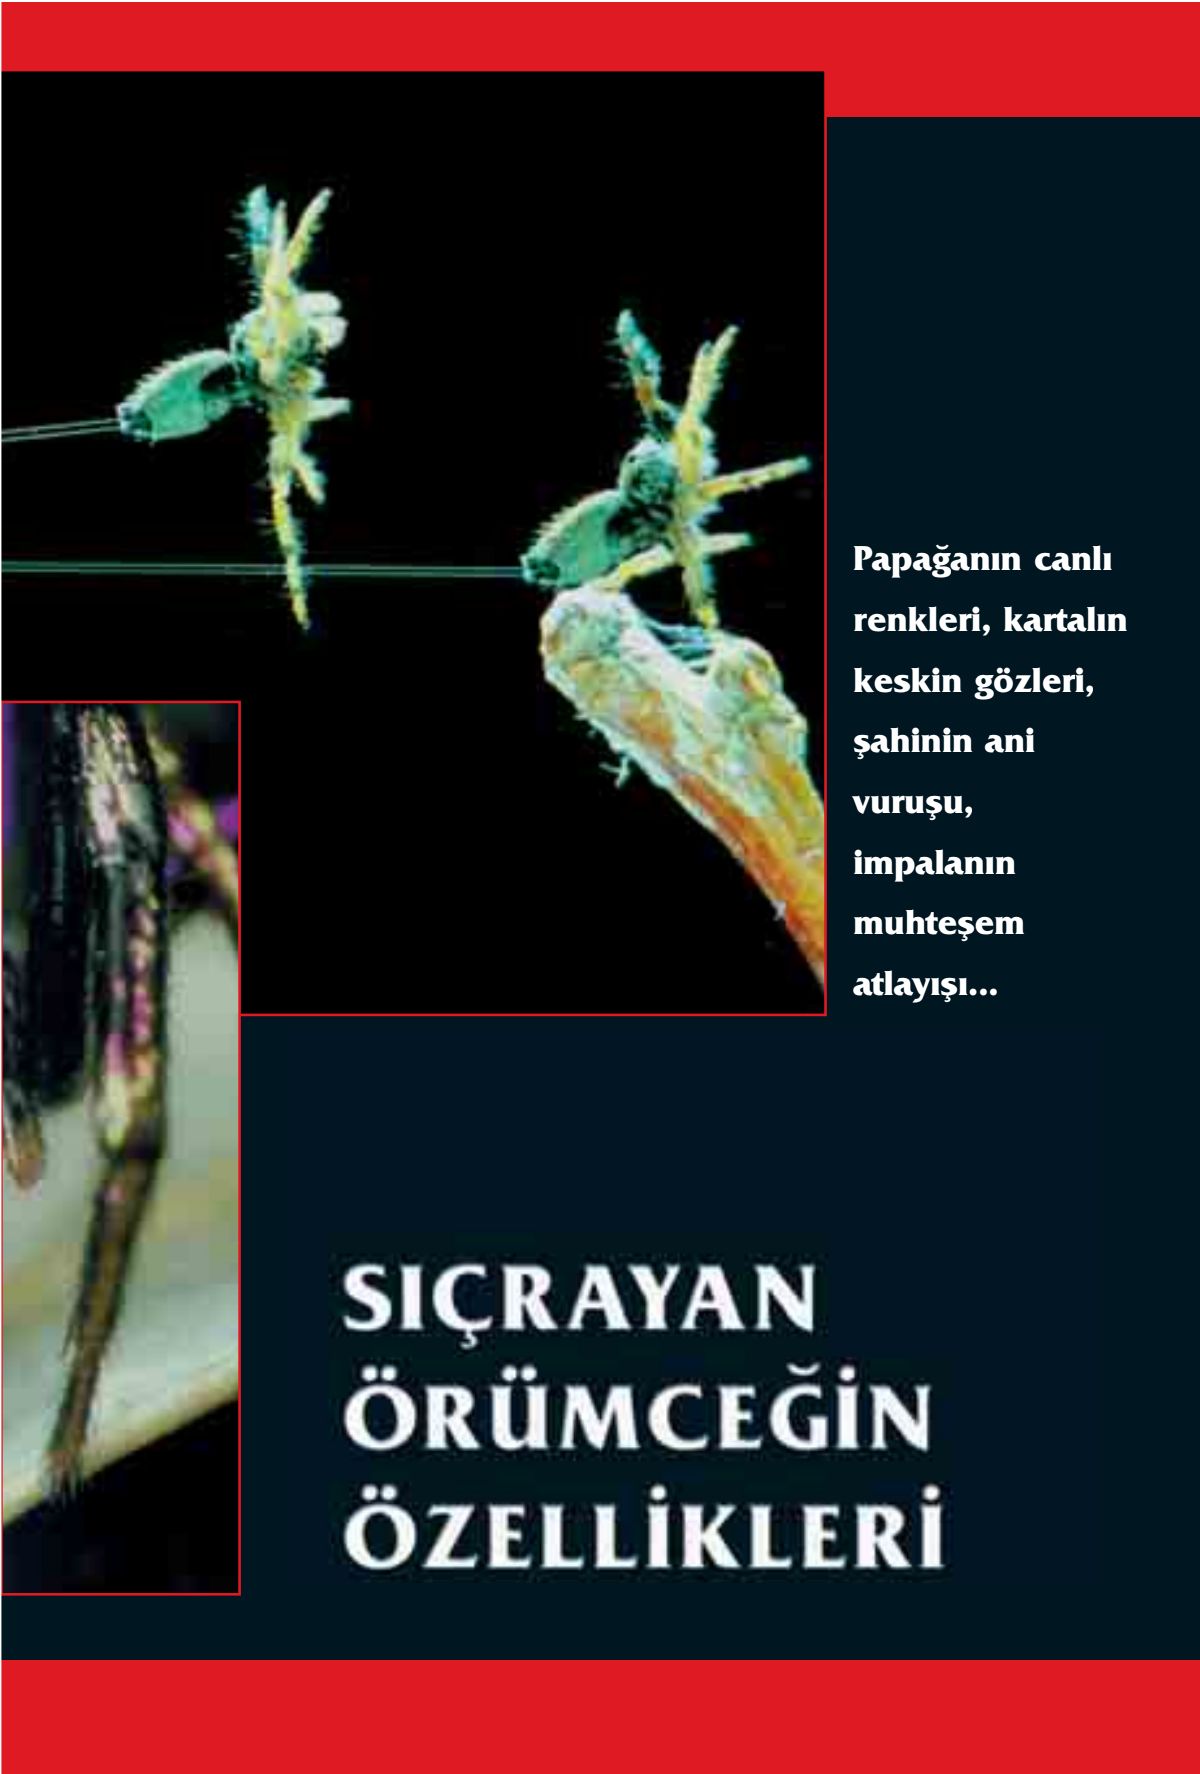 Papağanın canlı
renkleri, kartalın
keskin gözleri,
şahinin ani
vuruşu,
impalanın
muhteşem
atlayışı...
SIÇRAYAN
ÖRÜMCEĞİN
ÖZELLİKLERİ